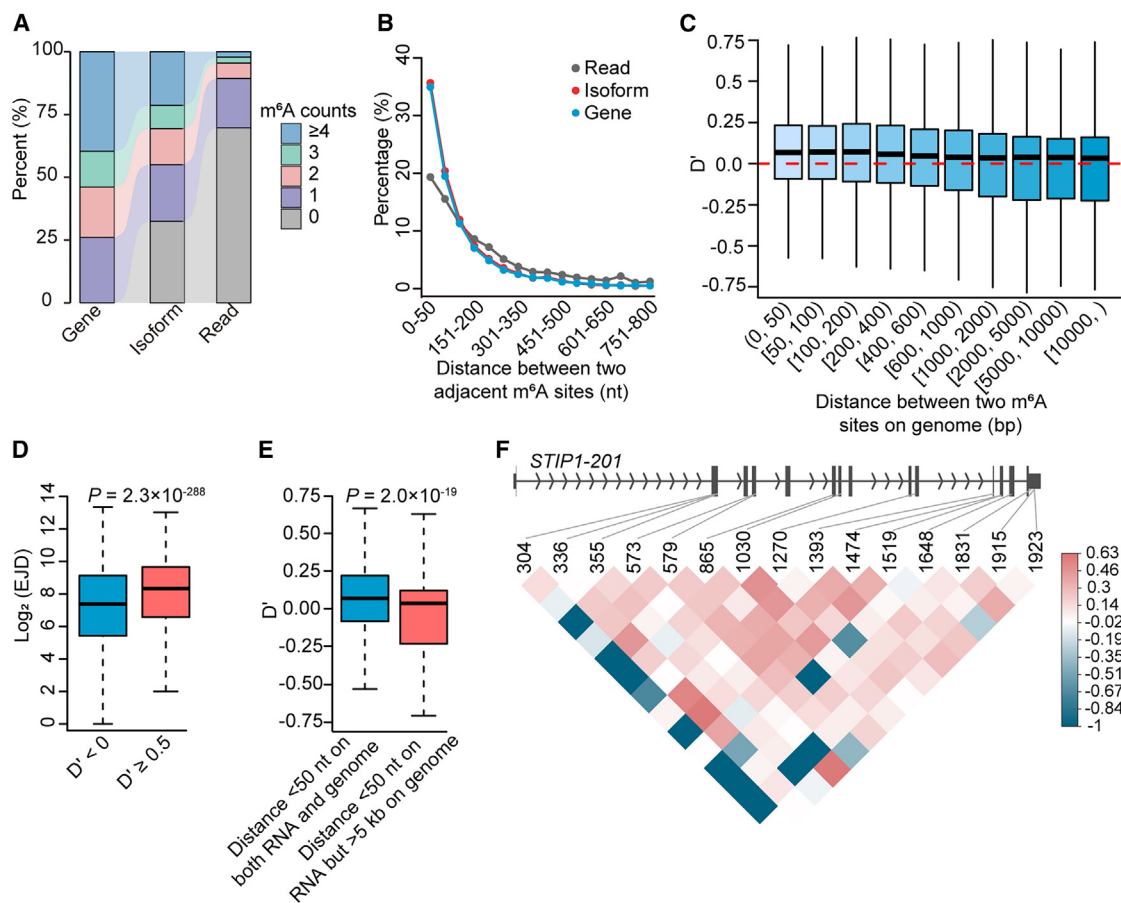 A
100
75
50
25
0
Percent (%)
Gene
Isoform
Read
m⁶A counts
≥4
3
2
1
0
B
40
30
20
10
0
Percentage (%)
Read
Isoform
Gene
0-50
151-200
301-350
451-500
601-650
751-800
Distance between two
adjacent m⁶A sites (nt)
C
0.75
0.5
0.25
0.0
-0.25
-0.5
-0.75
D'
(0, 50)
[50, 100)
[100, 200)
[200, 400)
[400, 600)
[600, 1000)
[1000, 2000)
[2000, 5000)
[5000, 10000)
[10000, )
Distance between two m⁶A
sites on genome (bp)
D
P = 2.3×10⁻²⁸⁸
14
12
10
8
6
4
2
0
Log₂ (EJD)
D' < 0
D' ≥ 0.5
E
P = 2.0×10⁻¹⁹
0.75
0.50
0.25
0.00
-0.25
-0.50
-0.75
D'
Distance <50 nt on
both RNA and genome
Distance <50 nt on
RNA but >5 kb on genome
F
STIP1-201
304
336
355
573
579
865
1030
1270
1393
1474
1519
1648
1831
1915
1923
0.63
0.46
0.3
0.14
-0.02
-0.19
-0.35
-0.51
-0.67
-0.84
-1